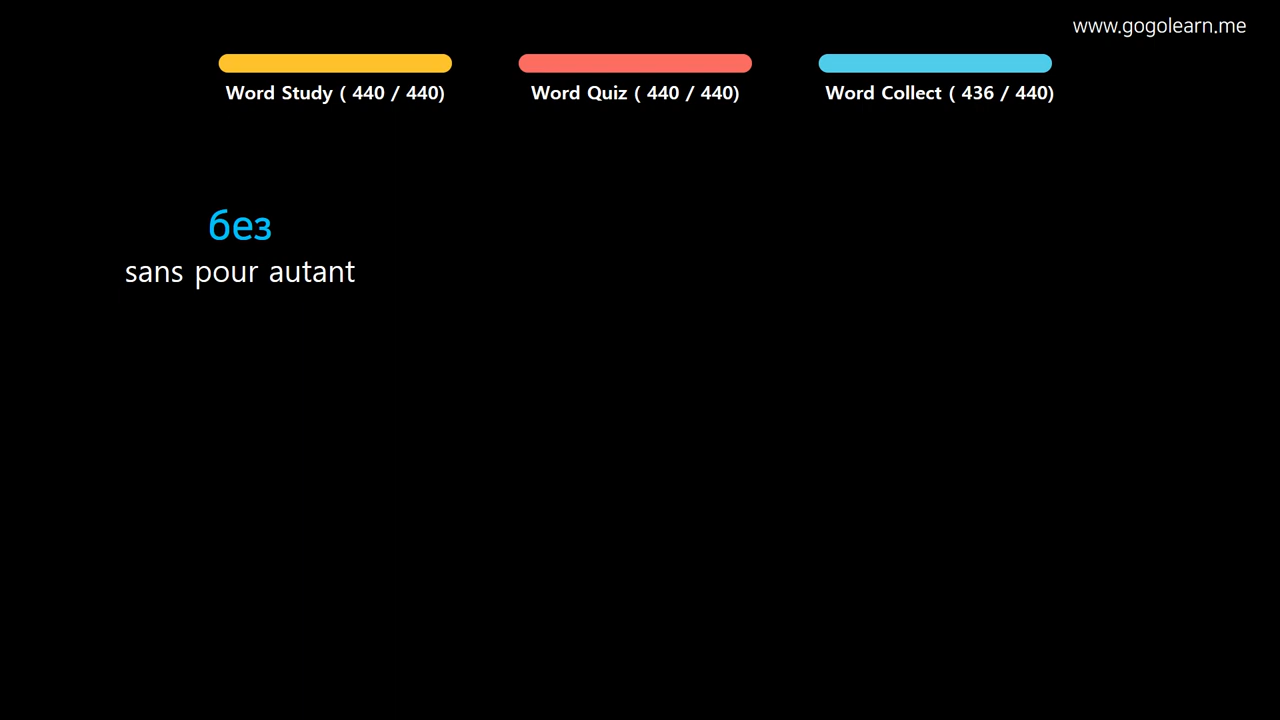 www.gogolearn.me
Word Study ( 440 / 440)
Word Quiz ( 440 / 440)
Word Collect ( 436 / 440)
без
sans pour autant